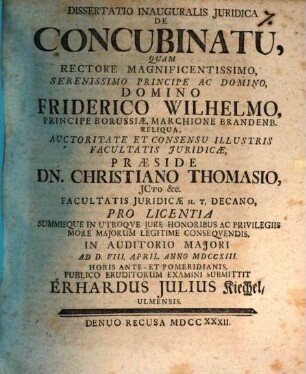 DISSERTATIO INAUGURALIS JURIDICA
DE
CONCUBINATU,
QUAM
RECTORE MAGNIFICENTISSIMO,
SERENISSIMO PRINCIPE AC DOMINO,
DOMINO
FRIDERICO WILHELMO,
PRINCIPE BORUSSIÆ, MARCHIONE BRANDENB.
RELIQUA,
AUCTORITATE ET CONSENSU ILLUSTRIS
FACULTATIS JURIDICÆ,
PRÆSIDE
DN. CHRISTIANO THOMASIO,
JCTO &c.
FACULTATIS JURIDICÆ H. T. DECANO,
PRO LICENTIA
SUMMISQUE IN UTROQVE JURE HONORIBUS AC PRIVILEGIIS
MORE MAJORUM LEGITIME CONSEQVENDIS,
IN AUDITORIO MAJORI
AD D. VIII. APRIL. ANNO MDCCXIII.
HORIS ANTE- ET POMERIDIANIS,
PUBLICO ERUDITORUM EXAMINI SUBMITTIT
ERHARDUS JULIUS Kiechel,
ULMENSIS.
DENUO RECUSA MDCCXXXII.